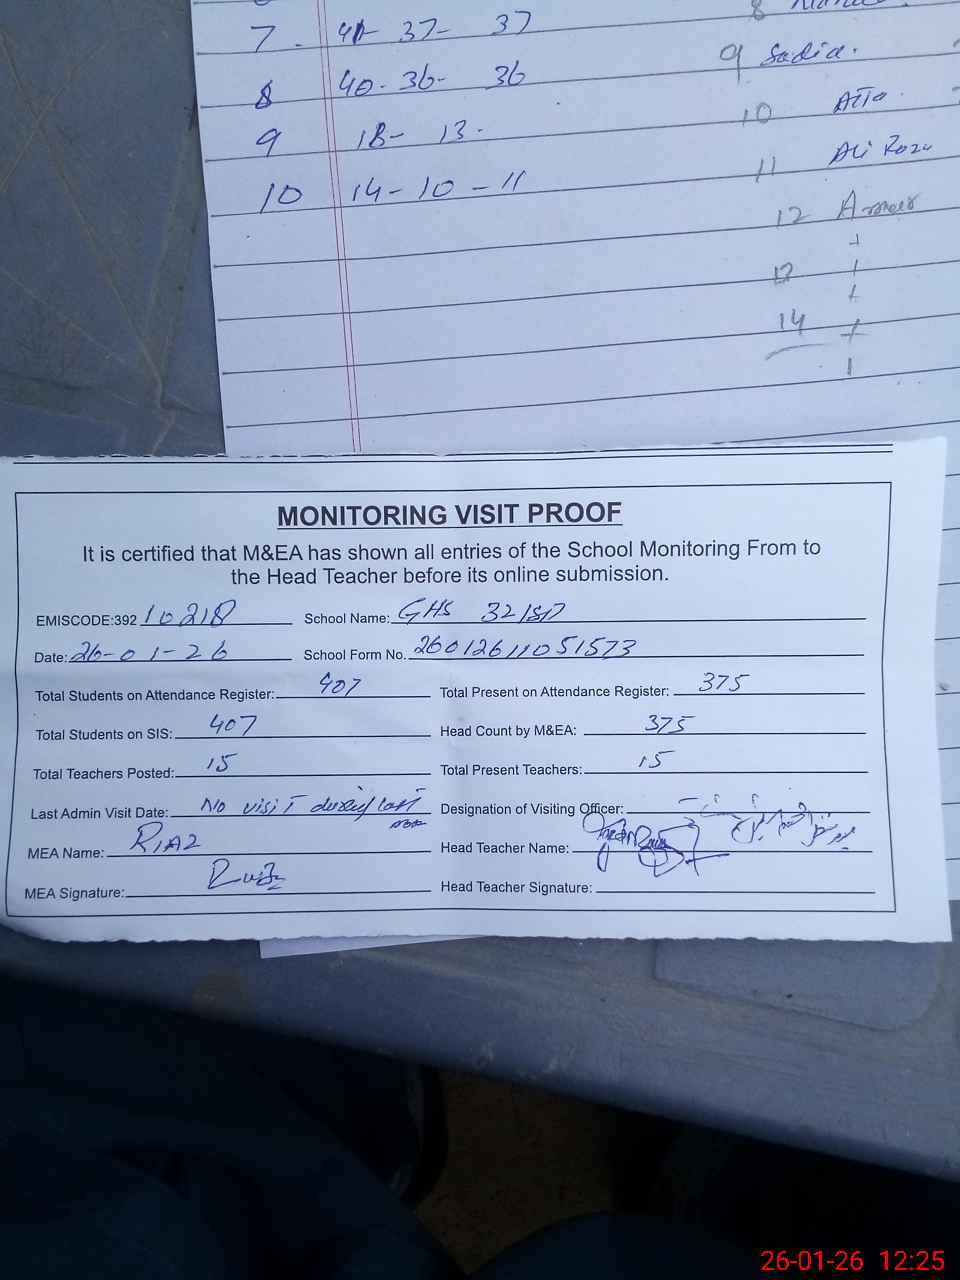 7. 41- 37- 37
8 40- 36- 36
9 18- 13-
10 14-10-11
8
9 Sadia.
10
11 Ali Raza
12 Ameer
13
14
MONITORING VISIT PROOF
It is certified that M&EA has shown all entries of the School Monitoring From to
the Head Teacher before its online submission.
EMISCODE:392 10218 School Name: GHS 32/SP
Date: 26-01-26 School Form No. 26012611051573
Total Students on Attendance Register: 407 Total Present on Attendance Register: 375
Total Students on SIS: 407 Head Count by M&EA: 375
Total Teachers Posted: 15 Total Present Teachers: 15
Last Admin Visit Date: No visit during last Designation of Visiting Officer:
MEA Name: RIAZ Head Teacher Name:
MEA Signature: Head Teacher Signature:
26-01-26 12:25